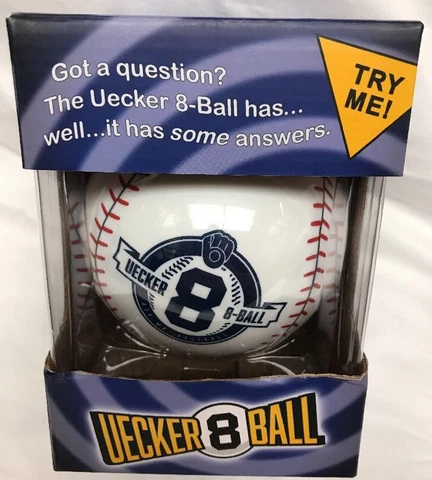 Got a question?
The Uecker 8-Ball has...
well...it has some answers.
TRY
ME!
UECKER
8
8-BALL
UECKER 8 BALL